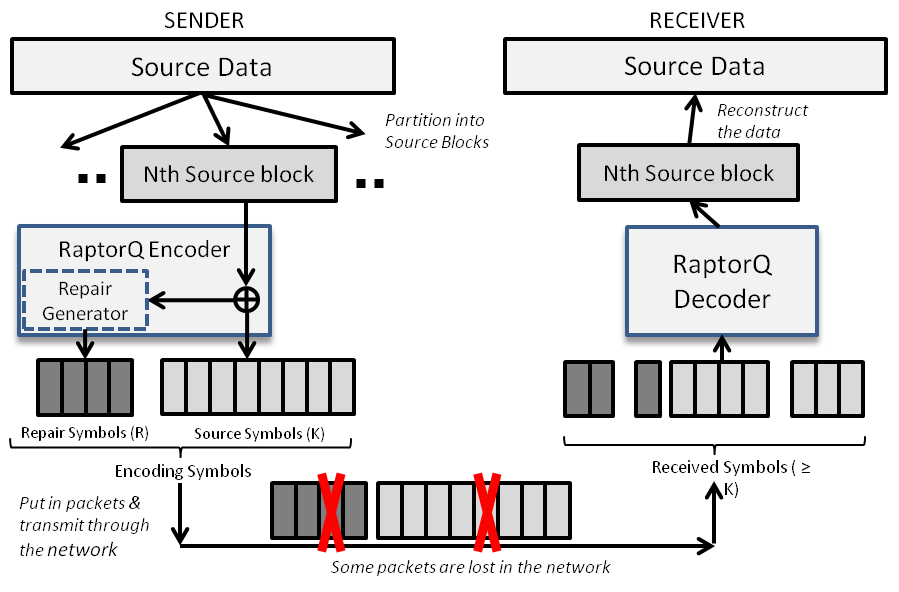 SENDER
Source Data
Partition into
Source Blocks
Nth Source block
RaptorQ Encoder
Repair
Generator
Repair Symbols (R)
Source Symbols (K)
Encoding Symbols
Put in packets &
transmit through
the network
Some packets are lost in the network
RECEIVER
Source Data
Reconstruct
the data
Nth Source block
RaptorQ
Decoder
Received Symbols ( ≥
K)